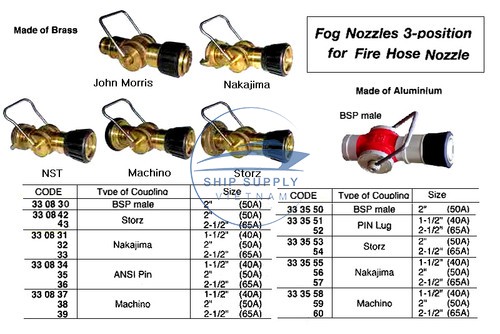 Made of Brass
Fog Nozzles 3-position
for Fire Hose Nozzle
John Morris
Nakajima
Made of Aluminium
BSP male
NST
Machino
Storz
SHIP SUPPLY
VIETNAM
CODE Type of Coupling Size
33 08 30 BSP male 2" (50A)
33 08 42 Storz 2" (50A)
43 2-1/2" (65A)
33 08 31 1-1/2" (40A)
32 Nakajima 2" (50A)
33 2-1/2" (65A)
33 08 34 1-1/2" (40A)
35 ANSI Pin 2" (50A)
36 2-1/2" (65A)
33 08 37 1-1/2" (40A)
38 Machino 2" (50A)
39 2-1/2" (65A)
CODE Type of Coupling Size
33 35 50 BSP male 2" (50A)
33 35 51 PIN Lug 1-1/2" (40A)
52 2-1/2" (65A)
33 35 53 Storz 2" (50A)
54 2-1/2" (65A)
33 35 55 1-1/2" (40A)
56 Nakajima 2" (50A)
57 2-1/2" (65A)
33 35 58 1-1/2" (40A)
59 Machino 2" (50A)
60 2-1/2" (65A)